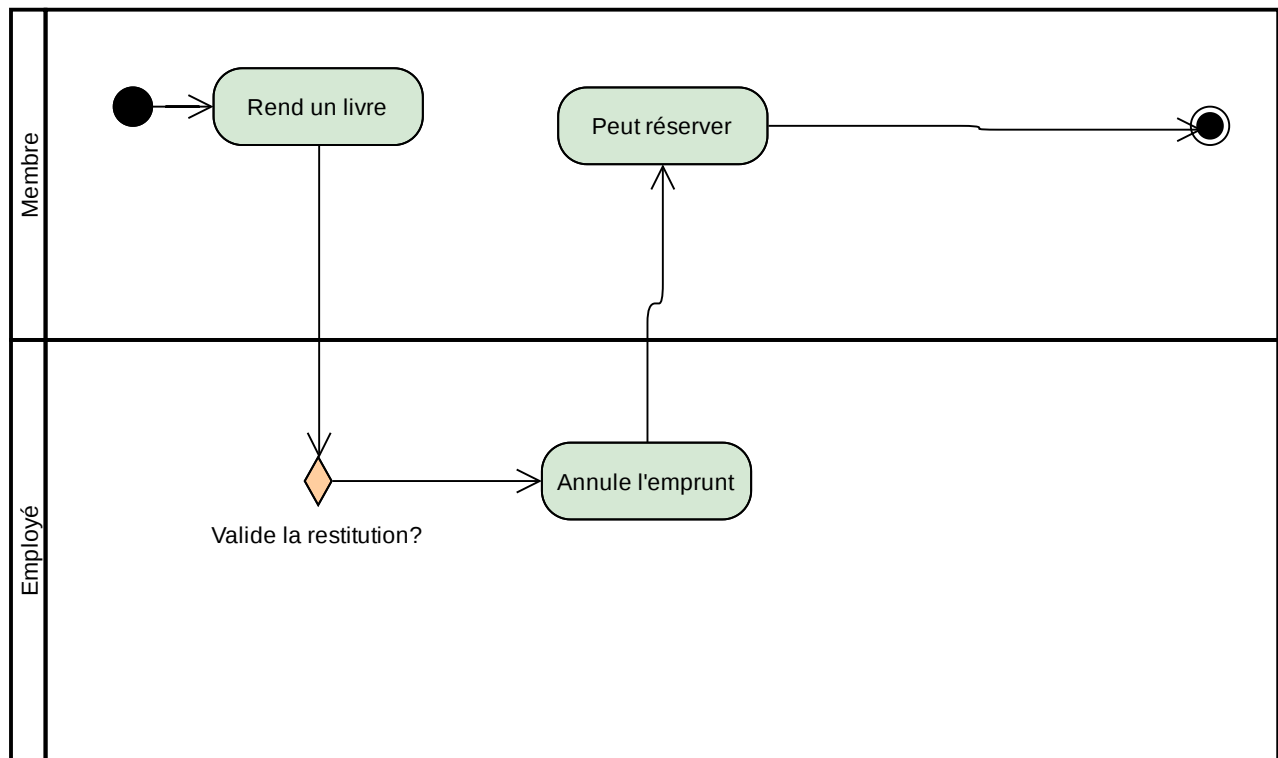 Membre
Rend un livre
Peut réserver
Employé
Annule l'emprunt
Valide la restitution?